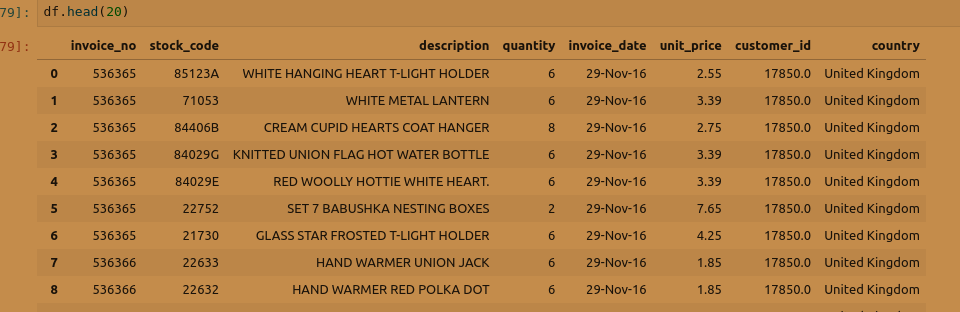 79]: df.head(20)
79]:
invoice_no stock_code description quantity invoice_date unit_price customer_id country
0 536365 85123A WHITE HANGING HEART T-LIGHT HOLDER 6 29-Nov-16 2.55 17850.0 United Kingdom
1 536365 71053 WHITE METAL LANTERN 6 29-Nov-16 3.39 17850.0 United Kingdom
2 536365 84406B CREAM CUPID HEARTS COAT HANGER 8 29-Nov-16 2.75 17850.0 United Kingdom
3 536365 84029G KNITTED UNION FLAG HOT WATER BOTTLE 6 29-Nov-16 3.39 17850.0 United Kingdom
4 536365 84029E RED WOOLLY HOTTIE WHITE HEART. 6 29-Nov-16 3.39 17850.0 United Kingdom
5 536365 22752 SET 7 BABUSHKA NESTING BOXES 2 29-Nov-16 7.65 17850.0 United Kingdom
6 536365 21730 GLASS STAR FROSTED T-LIGHT HOLDER 6 29-Nov-16 4.25 17850.0 United Kingdom
7 536366 22633 HAND WARMER UNION JACK 6 29-Nov-16 1.85 17850.0 United Kingdom
8 536366 22632 HAND WARMER RED POLKA DOT 6 29-Nov-16 1.85 17850.0 United Kingdom